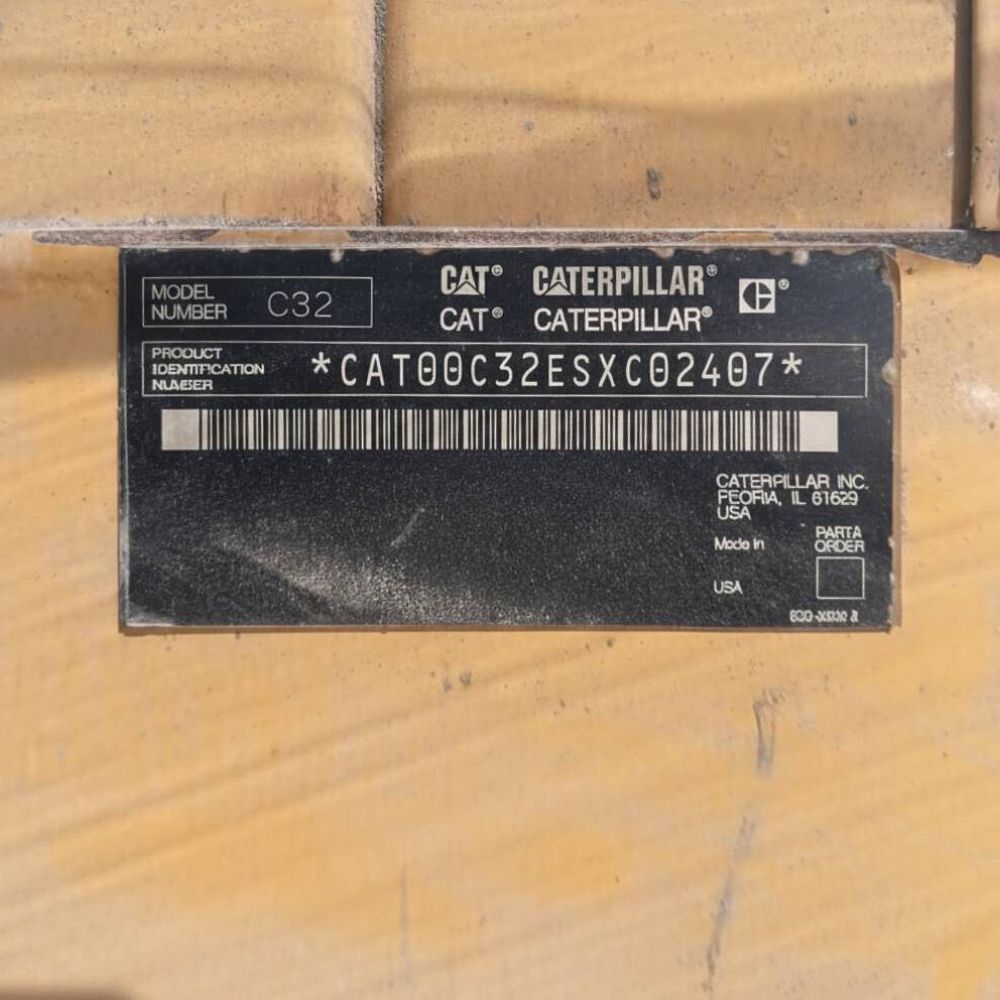 MODEL
NUMBER C32
CAT® CATERPILLAR®
CAT® CATERPILLAR®
PRODUCT
IDENTIFICATION
NUMBER
*CAT00C32ESXC02407*
CATERPILLAR INC.
PEORIA, IL 61629
USA
Made in
USA
ORDER